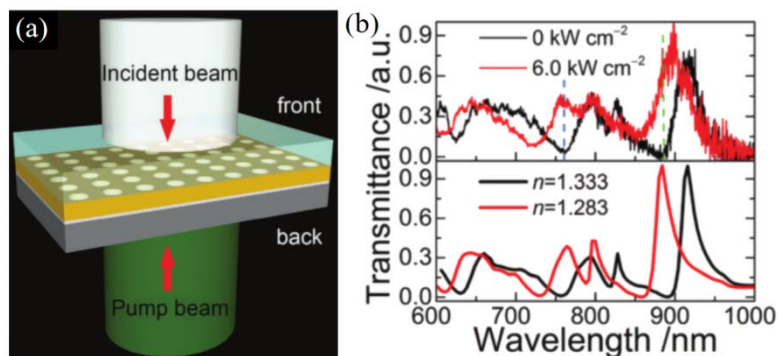 (a)
Incident beam
front
back
Pump beam
(b)
0 kW cm⁻²
6.0 kW cm⁻²
0.9
0.6
0.3
0.0
n=1.333
n=1.283
0.9
0.6
0.3
0.0
Transmittance /a.u.
600 700 800 900 1000
Wavelength /nm